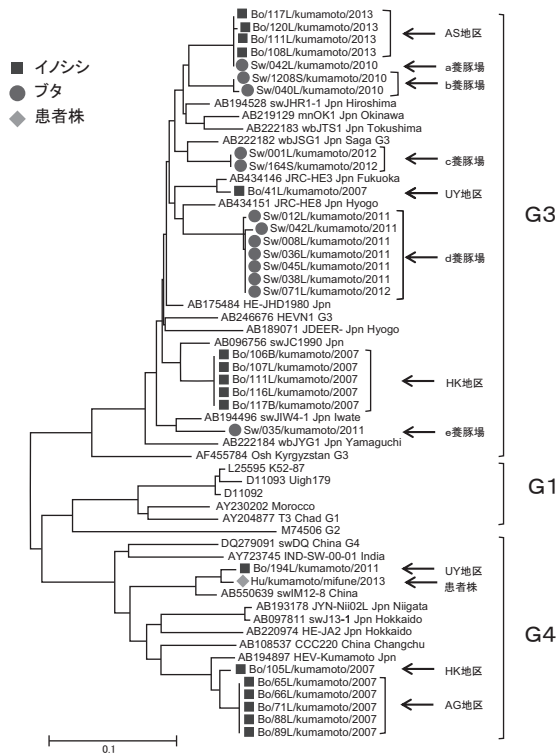 イノシシ
ブタ
患者株
Bo/117L/kumamoto/2013
Bo/120L/kumamoto/2013
Bo/111L/kumamoto/2013
Bo/108L/kumamoto/2013
AS地区
Sw/042L/kumamoto/2010
a養豚場
Sw/1208S/kumamoto/2010
Sw/040L/kumamoto/2010
b養豚場
AB194528 swJHR1-1 Jpn Hiroshima
AB219129 mnOK1 Jpn Okinawa
AB222183 wbJTS1 Jpn Tokushima
AB222182 wbJSG1 Jpn Saga G3
Sw/001L/kumamoto/2012
Sw/164S/kumamoto/2012
c養豚場
AB434146 JRC-HE3 Jpn Fukuoka
Bo/41L/kumamoto/2007
UY地区
AB434151 JRC-HE8 Jpn Hyogo
Sw/012L/kumamoto/2011
Sw/042L/kumamoto/2011
Sw/008L/kumamoto/2011
Sw/036L/kumamoto/2011
Sw/045L/kumamoto/2011
Sw/038L/kumamoto/2011
Sw/071L/kumamoto/2012
d養豚場
AB175484 HE-JHD1980 Jpn
AB246676 HEVN1 G3
AB189071 JDEER- Jpn Hyogo
AB096756 swJC1990 Jpn
Bo/106B/kumamoto/2007
Bo/107L/kumamoto/2007
Bo/111L/kumamoto/2007
Bo/116L/kumamoto/2007
Bo/117B/kumamoto/2007
HK地区
AB194496 swJIW4-1 Jpn Iwate
Sw/035/kumamoto/2011
e養豚場
AB222184 wbJYG1 Jpn Yamaguchi
AF455784 Osh Kyrgyzstan G3
G3
L25595 K52-87
D11093 Uigh179
D11092
AY230202 Morocco
AY204877 T3 Chad G1
G1
M74506 G2
DQ279091 swDQ China G4
AY723745 IND-SW-00-01 India
Bo/194L/kumamoto/2011
UY地区
Hu/kumamoto/mifune/2013
患者株
AB550639 swIM12-8 China
AB193178 JYN-Nii02L Jpn Niigata
AB097811 swJ13-1 Jpn Hokkaido
AB220974 HE-JA2 Jpn Hokkaido
AB108537 CCC220 China Changchu
AB194897 HEV-Kumamoto Jpn
Bo/105L/kumamoto/2007
HK地区
Bo/65L/kumamoto/2007
Bo/66L/kumamoto/2007
Bo/71L/kumamoto/2007
Bo/88L/kumamoto/2007
Bo/89L/kumamoto/2007
AG地区
G4
0.1